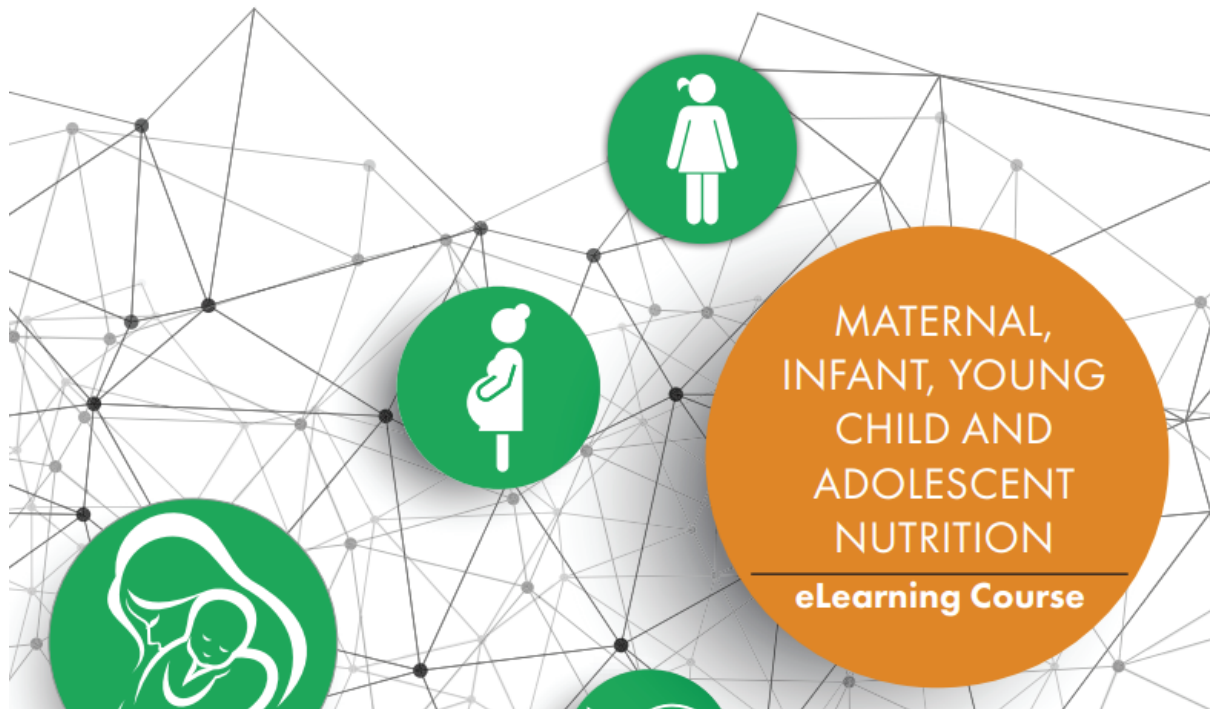 MATERNAL,
INFANT, YOUNG
CHILD AND
ADOLESCENT
NUTRITION
eLearning Course